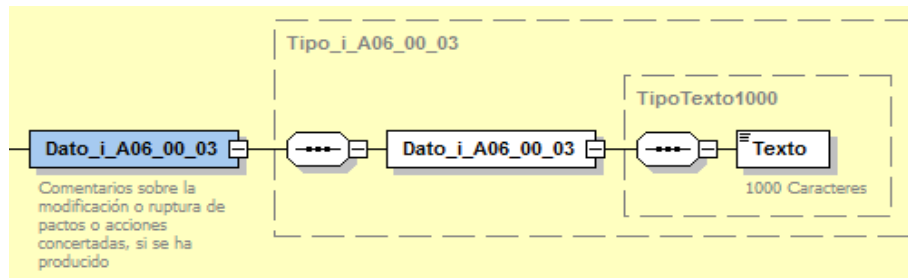 Tipo_i_A06_00_03
TipoTexto1000
Dato_i_A06_00_03
Dato_i_A06_00_03
Texto
Comentarios sobre la
modificación o ruptura de
pactos o acciones
concertadas, si se ha
producido
1000 Caracteres